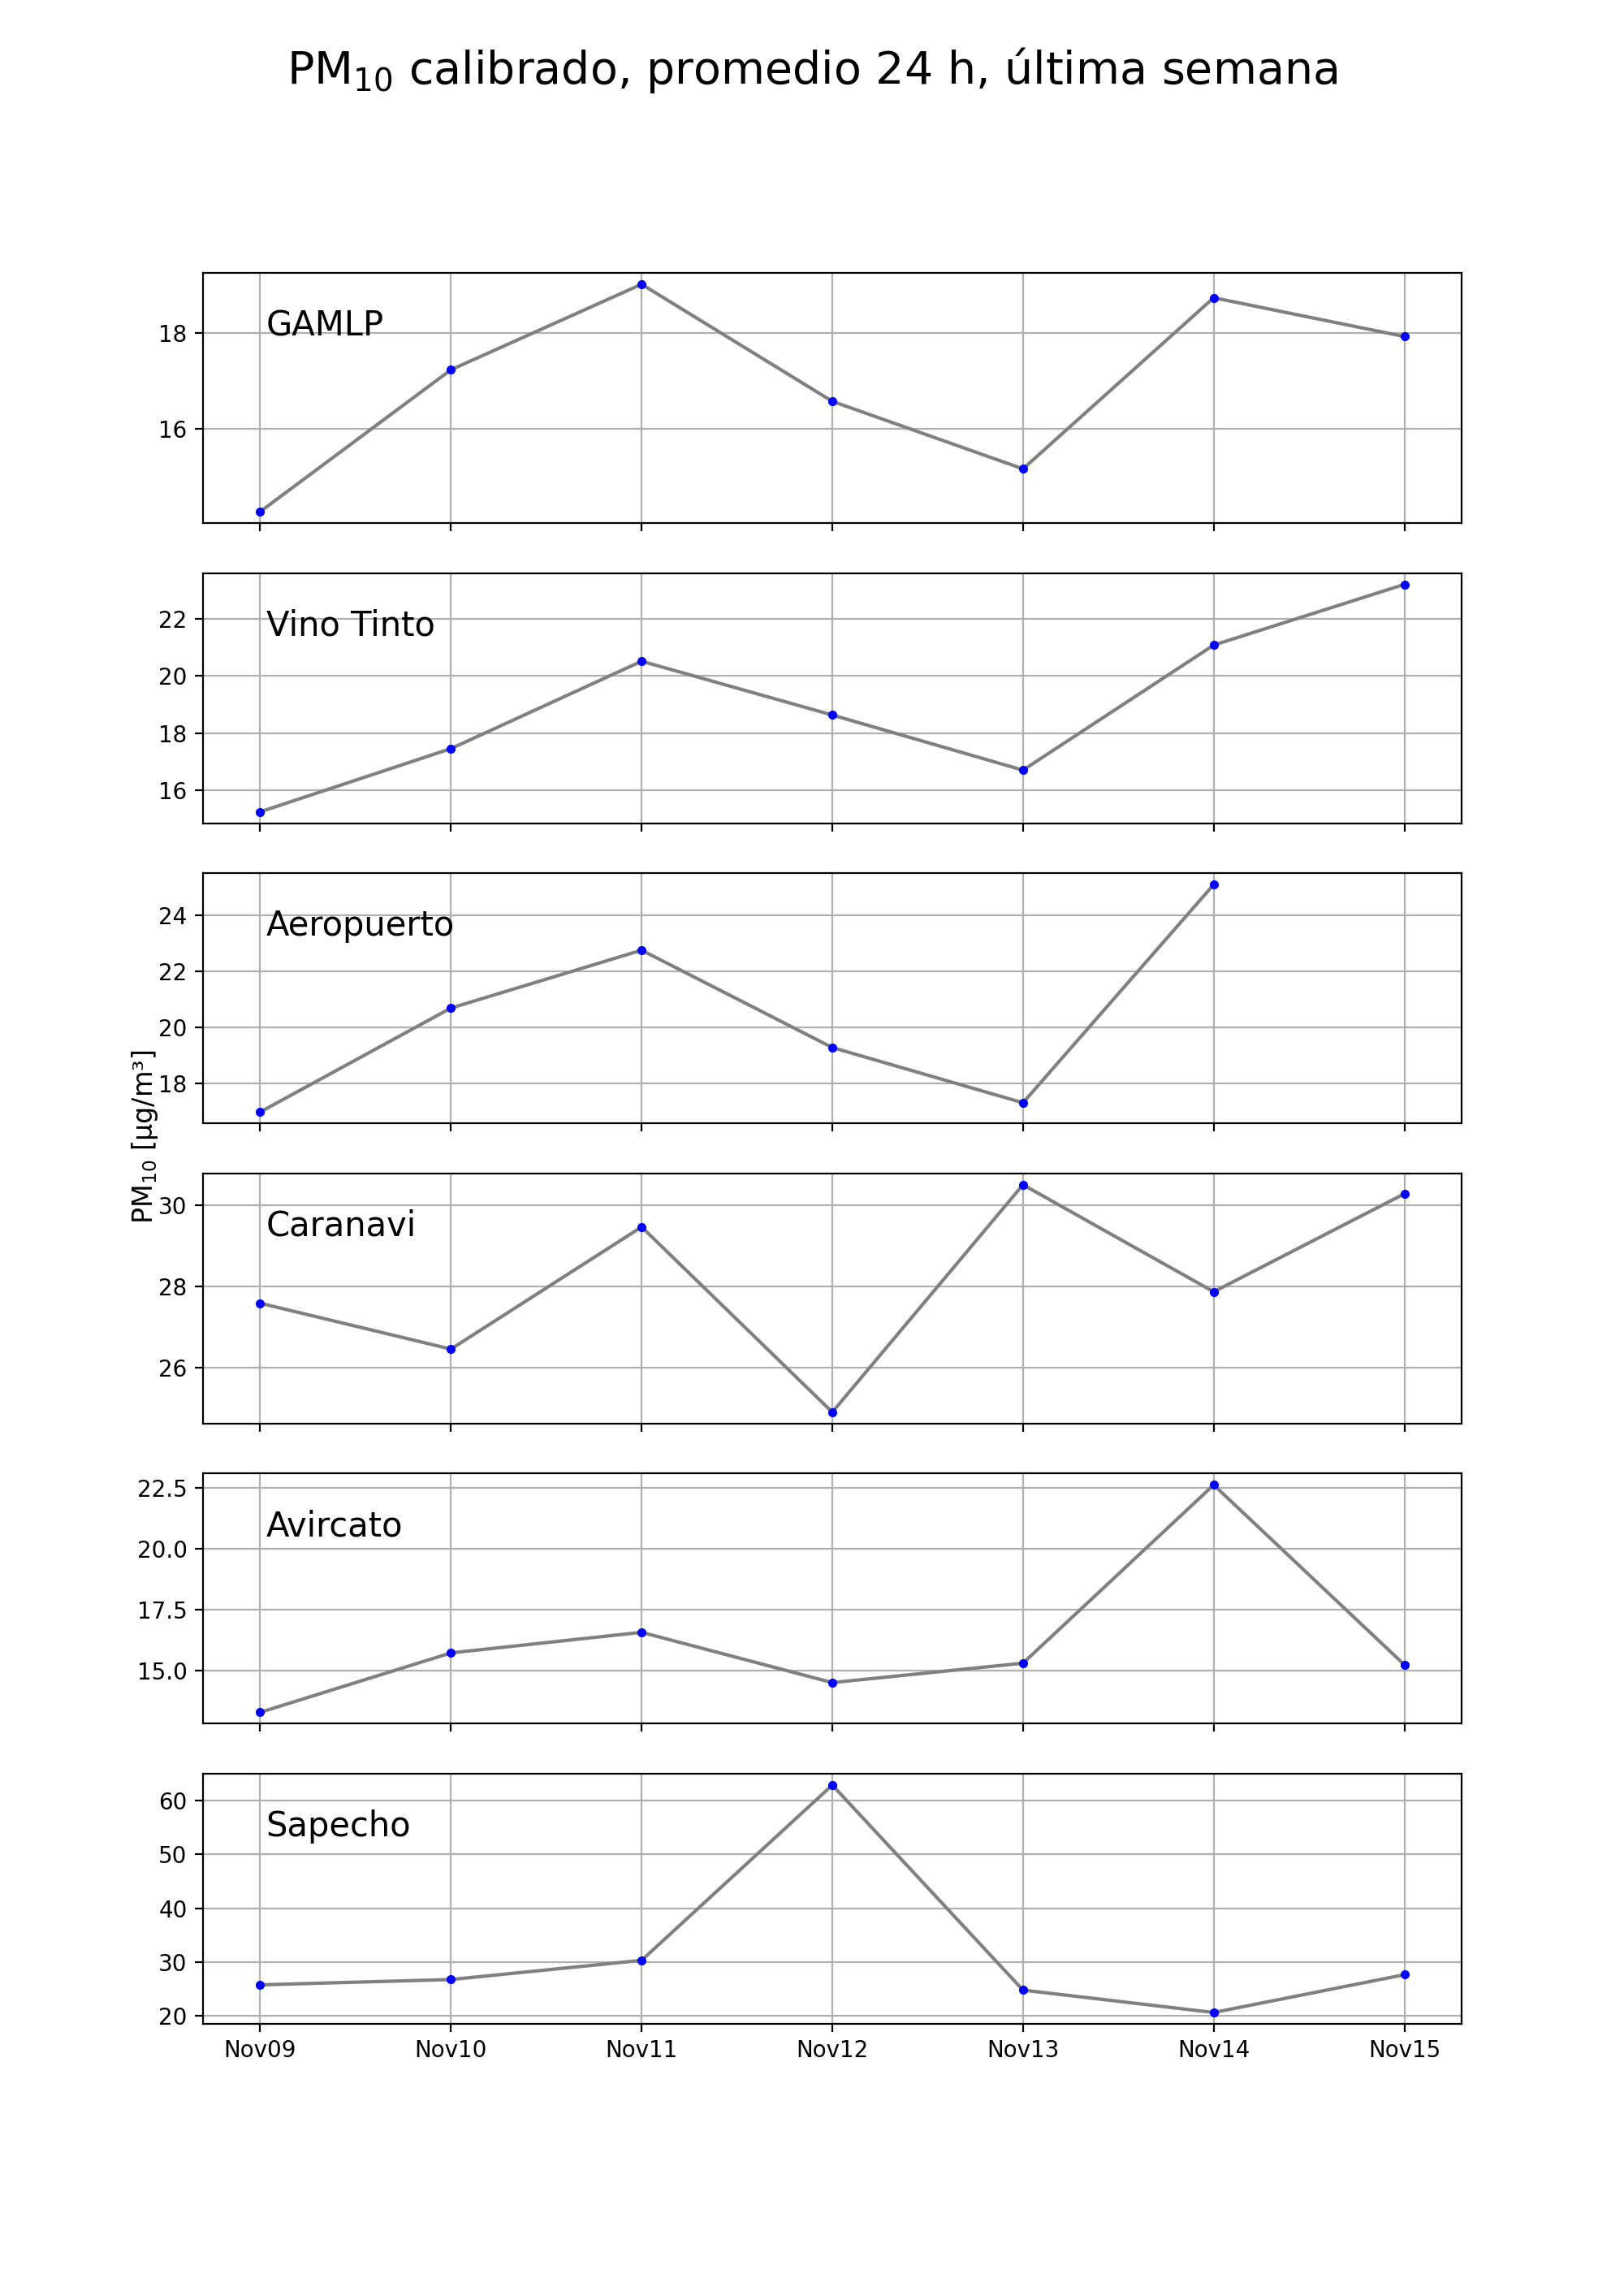 PM₁₀ calibrado, promedio 24 h, última semana
GAMLP
18
16
Vino Tinto
22
20
18
16
Aeropuerto
24
22
20
18
PM₁₀ [µg/m³]
Caranavi
30
28
26
Avircato
22.5
20.0
17.5
15.0
Sapecho
60
50
40
30
20
Nov09 Nov10 Nov11 Nov12 Nov13 Nov14 Nov15